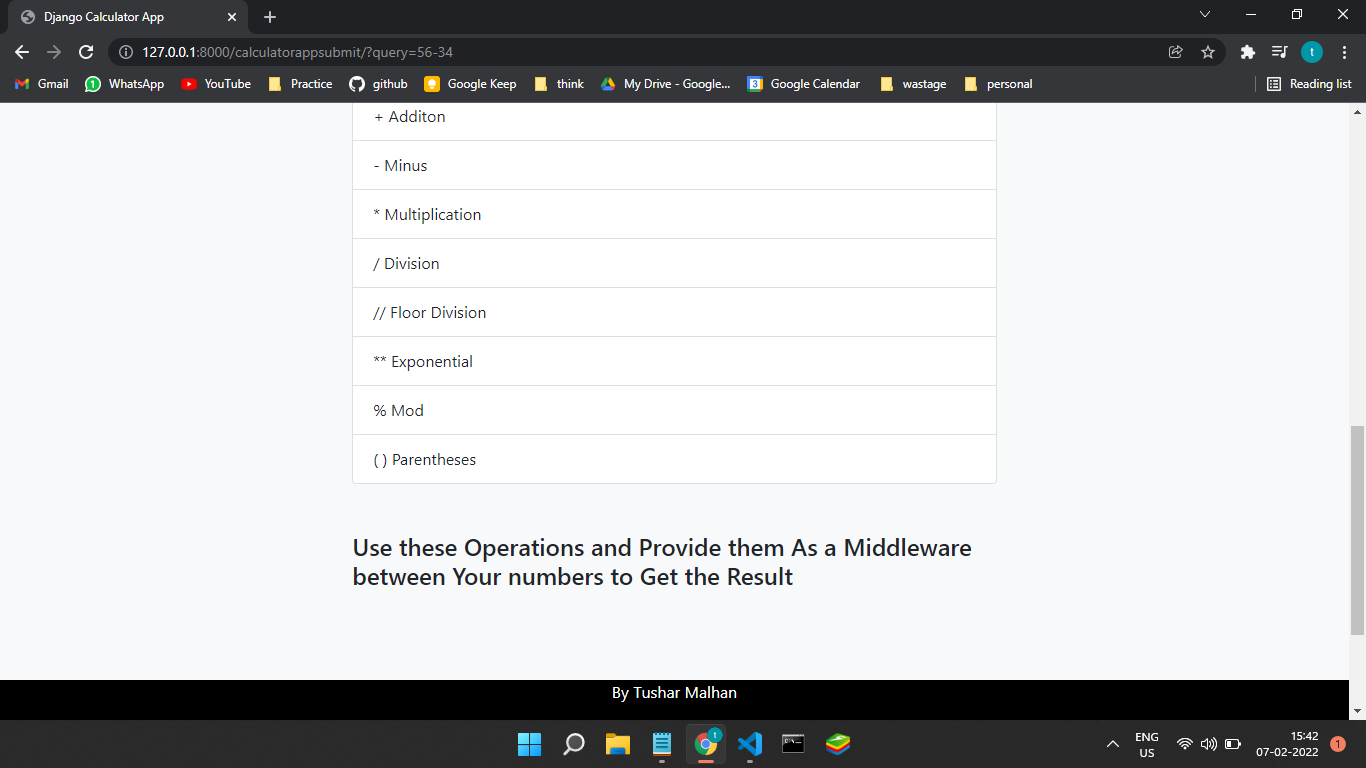 Django Calculator App
127.0.0.1:8000/calculatorappsubmit/?query=56-34
t
Gmail
1 WhatsApp
YouTube
Practice
github
Google Keep
think
My Drive - Google...
3 Google Calendar
wastage
personal
Reading list
+ Additon
- Minus
* Multiplication
/ Division
// Floor Division
** Exponential
% Mod
( ) Parentheses
Use these Operations and Provide them As a Middleware
between Your numbers to Get the Result
By Tushar Malhan
t
ENG
US
15:42
07-02-2022
1